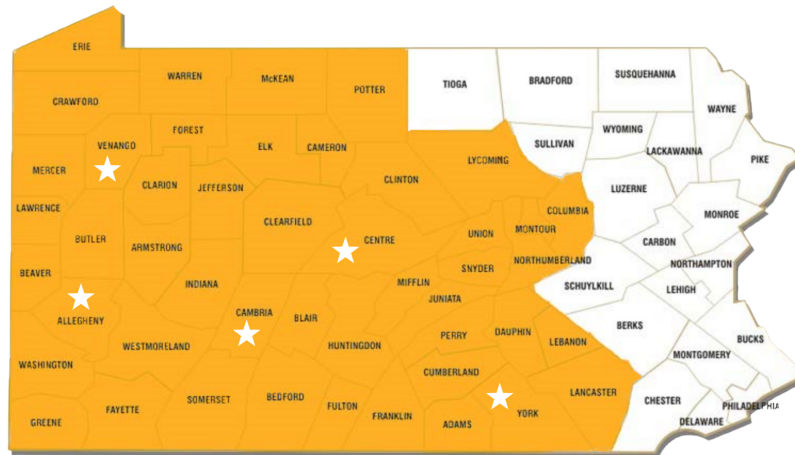 ERIE
WARREN
McKEAN
POTTER
TIOGA
BRADFORD
SUSQUEHANNA
WAYNE
CRAWFORD
FOREST
VENANGO
ELK
CAMERON
LYCOMING
SULLIVAN
WYOMING
LACKAWANNA
PIKE
MERCER
CLARION
JEFFERSON
CLINTON
LUZERNE
LAWRENCE
CLEARFIELD
COLUMBIA
MONROE
BUTLER
ARMSTRONG
CENTRE
UNION
MONTOUR
CARBON
BEAVER
INDIANA
MIFFLIN
SNYDER
NORTHUMBERLAND
NORTHAMPTON
SCHUYLKILL
LEHIGH
ALLEGHENY
CAMBRIA
BLAIR
JUNIATA
WESTMORELAND
HUNTINGDON
PERRY
DAUPHIN
LEBANON
BERKS
BUCKS
WASHINGTON
CUMBERLAND
MONTGOMERY
SOMERSET
BEDFORD
FULTON
LANCASTER
CHESTER
PHILADELPHIA
GREENE
FAYETTE
FRANKLIN
ADAMS
YORK
DELAWARE